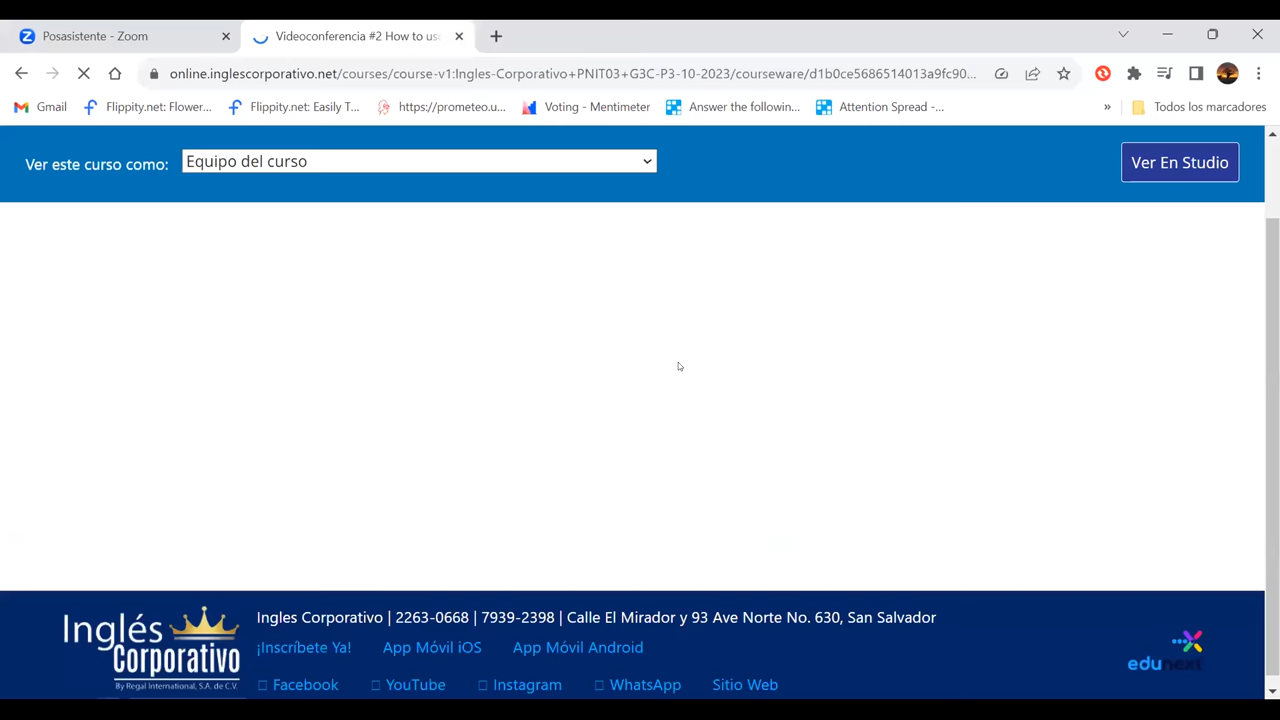 Posasistente - Zoom
Videoconferencia #2 How to us
online.inglescorporativo.net/courses/course-v1:Ingles-Corporativo+PNIT03+G3C-P3-10-2023/courseware/d1b0ce5686514013a9fc90...
Gmail
Flippity.net: Flower...
Flippity.net: Easily T...
https://prometeo.u...
Voting - Mentimeter
Answer the followin...
Attention Spread -...
»
Todos los marcadores
Ver este curso como:
Equipo del curso
Ver En Studio
Inglés Corporativo
By Regal International, S.A. de C.V.
Ingles Corporativo | 2263-0668 | 7939-2398 | Calle El Mirador y 93 Ave Norte No. 630, San Salvador
¡Inscríbete Ya!
App Móvil iOS
App Móvil Android
Facebook
YouTube
Instagram
WhatsApp
Sitio Web
edunext